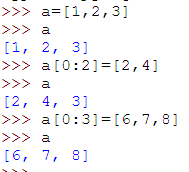 >>> a=[1,2,3]
>>> a
[1, 2, 3]
>>> a[0:2]=[2,4]
>>> a
[2, 4, 3]
>>> a[0:3]=[6,7,8]
>>> a
[6, 7, 8]